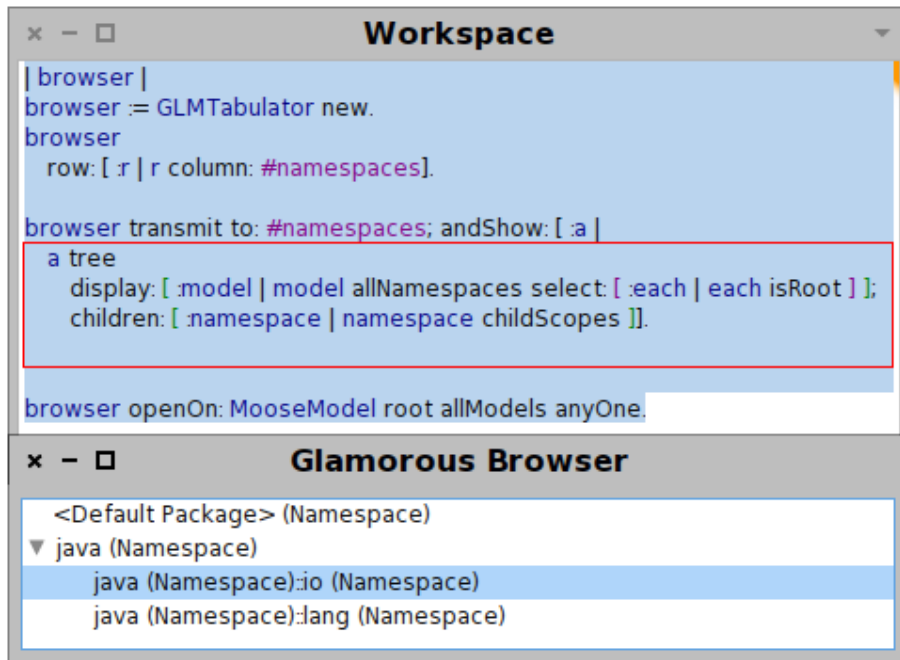 Workspace
| browser |
browser := GLMTabulator new.
browser
row: [ :r | r column: #namespaces].
browser transmit to: #namespaces; andShow: [ :a |
a tree
display: [ :model | model allNamespaces select: [ :each | each isRoot ] ];
children: [ :namespace | namespace childScopes ]].
browser openOn: MooseModel root allModels anyOne.
Glamorous Browser
<Default Package> (Namespace)
java (Namespace)
java (Namespace)::io (Namespace)
java (Namespace)::lang (Namespace)